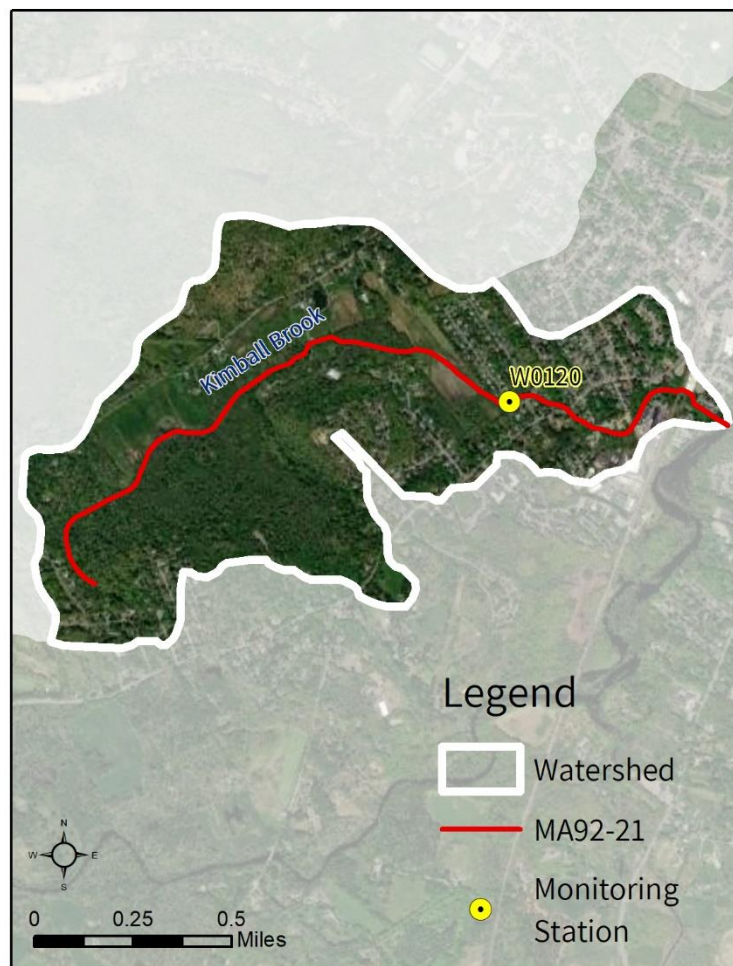 Kimball Brook
W0120
Legend
Watershed
MA92-21
Monitoring
Station
N
W E
S
0 0.25 0.5
Miles